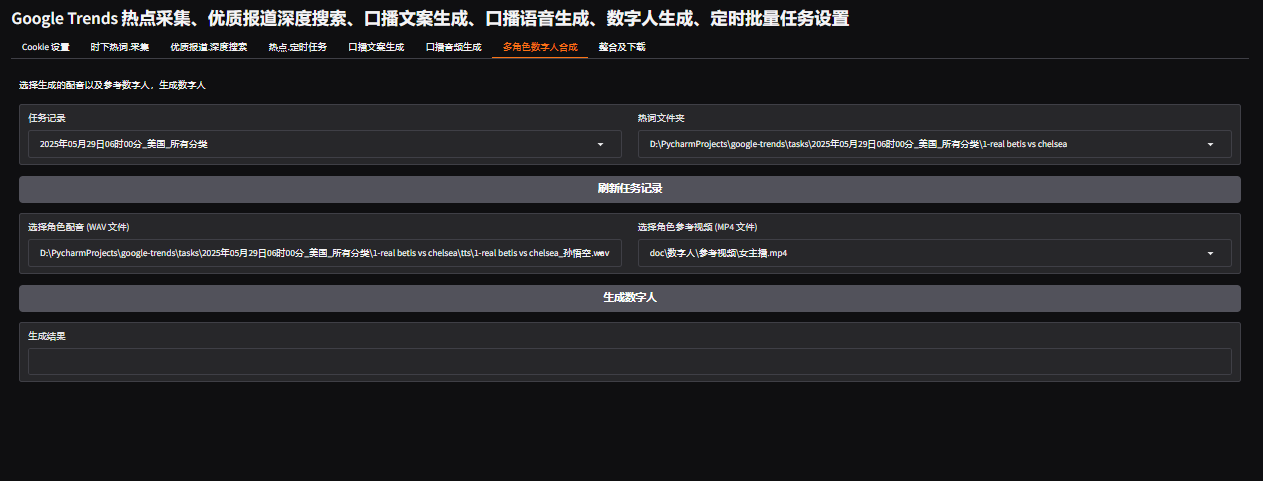 Google Trends 热点采集、优质报道深度搜索、口播文案生成、口播语音生成、数字人生成、定时批量任务设置
Cookie 设置 时下热词.采集 优质报道.深度搜索 热点.定时任务 口播文案生成 口播音频生成 多角色数字人合成 整合及下载
选择生成的配音以及参考数字人，生成数字人
任务记录 热词文件夹
2025年05月29日06时00分_美国_所有分类 D:\PycharmProjects\google-trends\tasks\2025年05月29日06时00分_美国_所有分类\1-real betis vs chelsea
刷新任务记录
选择角色配音 (WAV 文件) 选择角色参考视频 (MP4 文件)
D:\PycharmProjects\google-trends\tasks\2025年05月29日06时00分_美国_所有分类\1-real betis vs chelsea\tts\1-real betis vs chelsea_孙悟空.wav doc\数字人\参考视频\女主播.mp4
生成数字人
生成结果